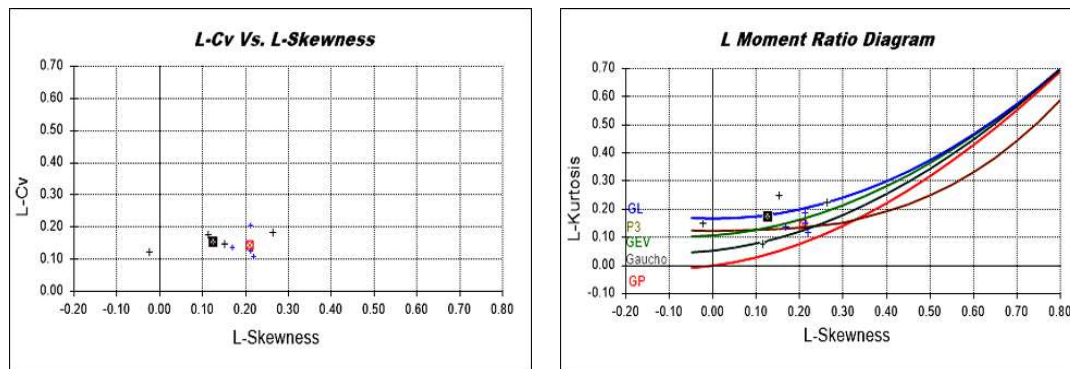 L-Cv Vs. L-Skewness
0.70
0.60
0.50
0.40
0.30
0.20
0.10
0.00
L-Cv
-0.20 -0.10 0.00 0.10 0.20 0.30 0.40 0.50 0.60 0.70 0.80
L-Skewness
L Moment Ratio Diagram
0.70
0.60
0.50
0.40
0.30
0.20
0.10
0.00
-0.10
L-Kurtosis
GL
P3
GEV
Gaucho
GP
-0.20 -0.10 0.00 0.10 0.20 0.30 0.40 0.50 0.60 0.70 0.80
L-Skewness